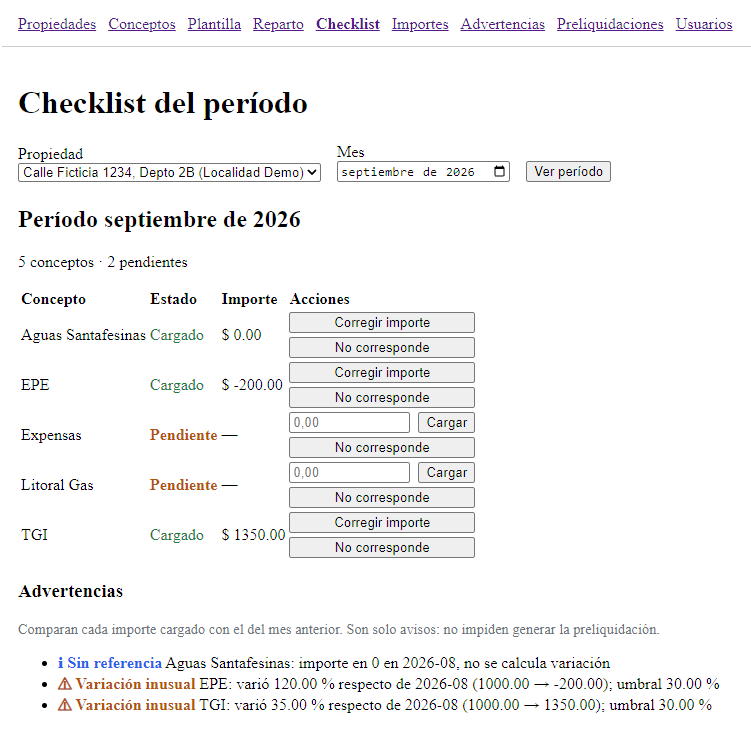 Propiedades Conceptos Plantilla Reparto Checklist Importes Advertencias Preliquidaciones Usuarios
Checklist del período
Propiedad Mes
Calle Ficticia 1234, Depto 2B (Localidad Demo) septiembre de 2026 Ver período
Período septiembre de 2026
5 conceptos · 2 pendientes
Concepto Estado Importe Acciones
Aguas Santafesinas Cargado $ 0.00 Corregir importe
No corresponde
EPE Cargado $ -200.00 Corregir importe
No corresponde
Expensas Pendiente — 0,00 Cargar
No corresponde
Litoral Gas Pendiente — 0,00 Cargar
No corresponde
TGI Cargado $ 1350.00 Corregir importe
No corresponde
Advertencias
Comparan cada importe cargado con el del mes anterior. Son solo avisos: no impiden generar la preliquidación.
• ℹ Sin referencia Aguas Santafesinas: importe en 0 en 2026-08, no se calcula variación
• ⚠ Variación inusual EPE: varió 120.00 % respecto de 2026-08 (1000.00 → -200.00); umbral 30.00 %
• ⚠ Variación inusual TGI: varió 35.00 % respecto de 2026-08 (1000.00 → 1350.00); umbral 30.00 %